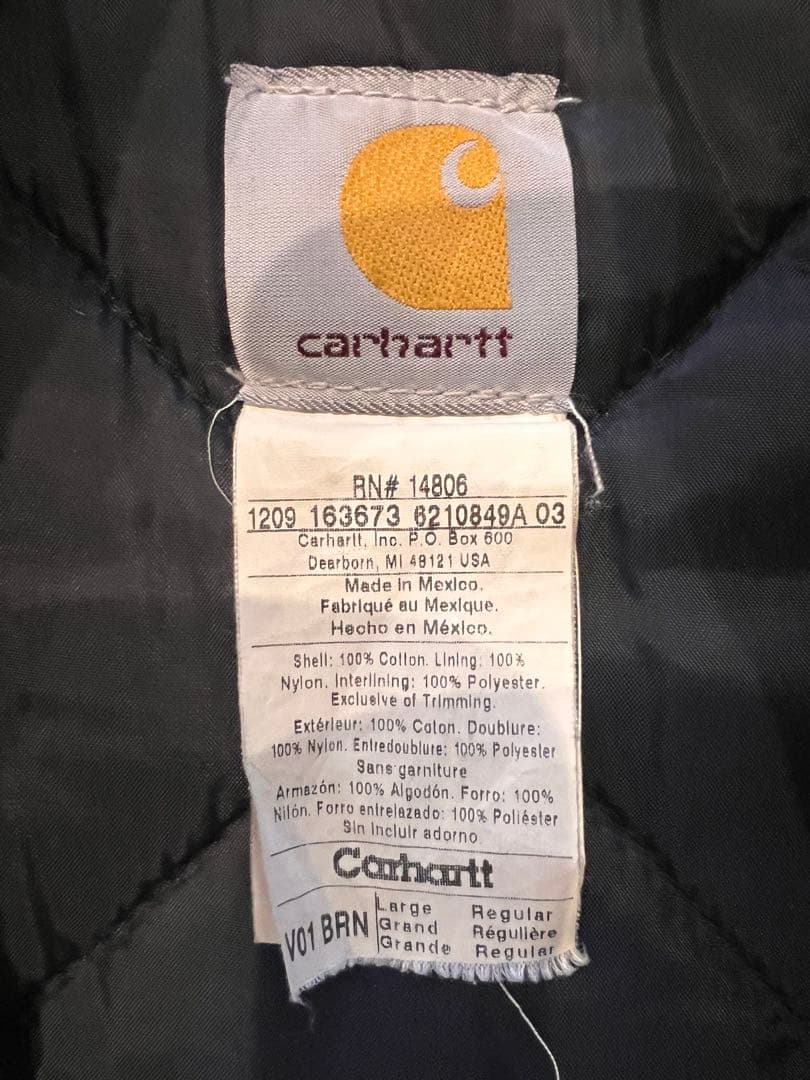 carhartt
RN# 14806
1209 163673 6210849A 03
Carhartt, Inc. P.O. Box 600
Dearborn, MI 48121 USA
Made in Mexico.
Fabriqué au Mexique.
Hecho en México.
Shell: 100% Cotton. Lining: 100%
Nylon. Interlining: 100% Polyester.
Exclusive of Trimming.
Extérieur: 100% Coton. Doublure:
100% Nylon. Entredoublure: 100% Polyester
Sans garniture
Armazón: 100% Algodón. Forro: 100%
Nilón. Forro entrelazado: 100% Poliéster
Sin incluir adorno
Carhartt
V01 BRN
Large Regular
Grand Régulière
Grande Regular